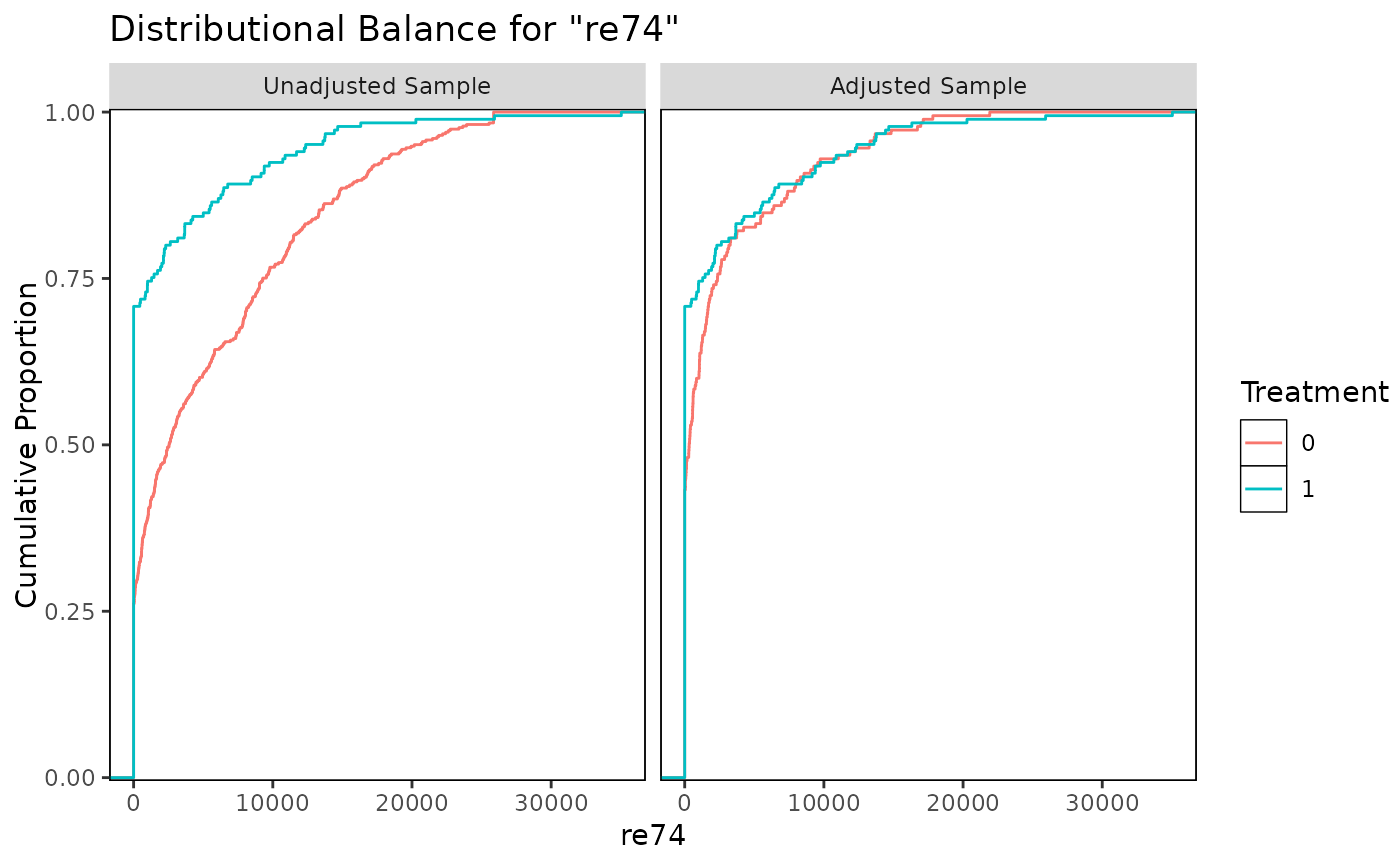 Distributional Balance for "re74"
Unadjusted Sample
Adjusted Sample
Cumulative Proportion
1.00
0.75
0.50
0.25
0.00
0 10000 20000 30000
0 10000 20000 30000
re74
Treatment
0
1